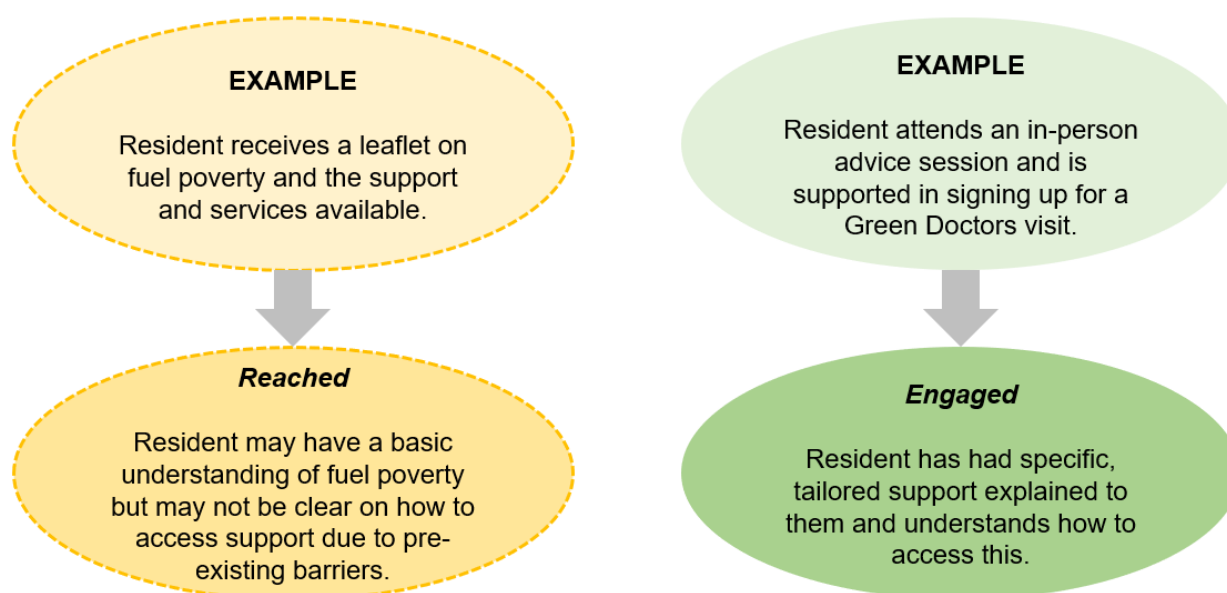 EXAMPLE
Resident receives a leaflet on
fuel poverty and the support
and services available.
Reached
Resident may have a basic
understanding of fuel poverty
but may not be clear on how to
access support due to pre-
existing barriers.
EXAMPLE
Resident attends an in-person
advice session and is
supported in signing up for a
Green Doctors visit.
Engaged
Resident has had specific,
tailored support explained to
them and understands how to
access this.